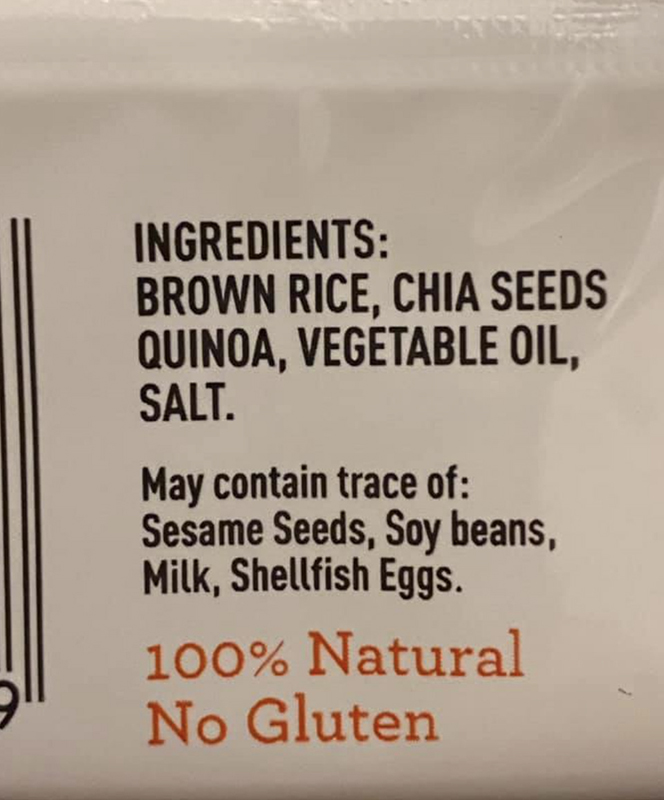 INGREDIENTS:
BROWN RICE, CHIA SEEDS
QUINOA, VEGETABLE OIL,
SALT.
May contain trace of:
Sesame Seeds, Soy beans,
Milk, Shellfish Eggs.
100% Natural
No Gluten
9